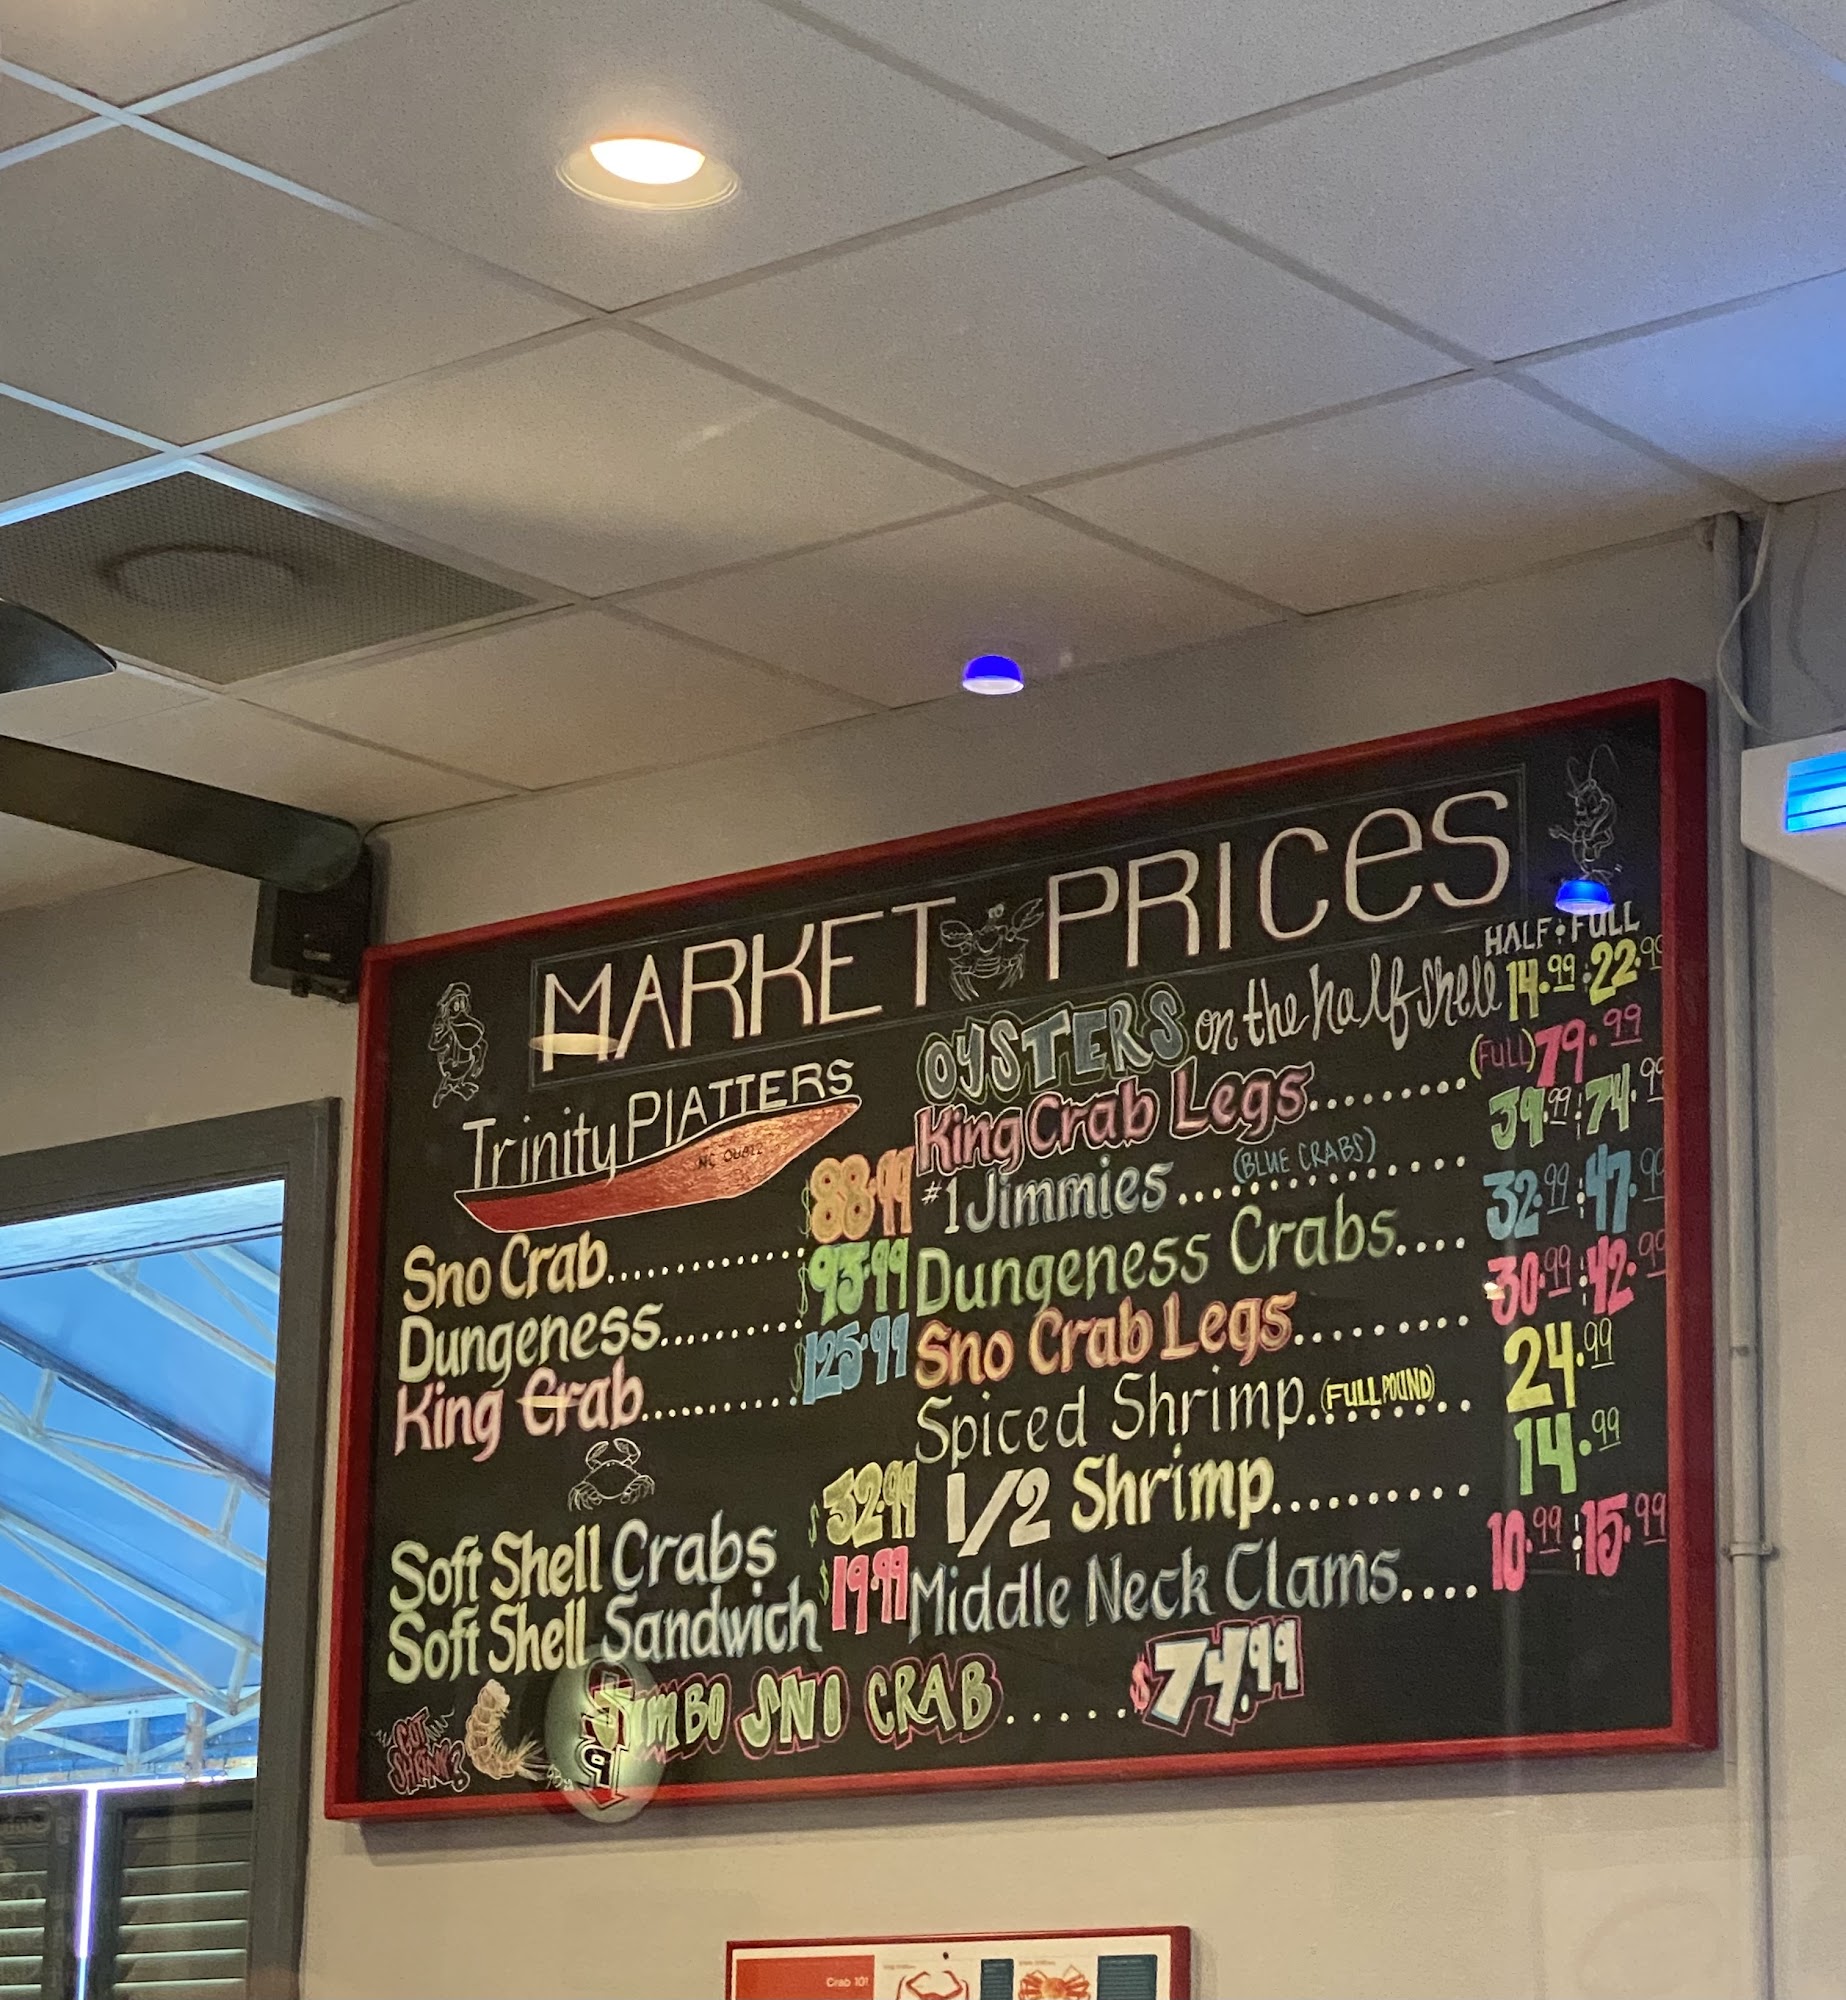 MARKET PRICES
Trinity PlATTERS
Sno Crab............ $88.99
Dungeness......... $93.99
King Crab.......... $125.99
Soft Shell Crabs $32.99
Soft Shell Sandwich $19.99
HALF : FULL
OYSTERS on the half Shell 14.99 : 22.99
King Crab Legs......... (FULL) 79.99
#1 Jimmies (BLUE CRABS) ............... 39.99 : 74.99
Dungeness Crabs.... 32.99 : 47.99
Sno Crab Legs......... 30.99 : 42.99
Spiced Shrimp (FULL POUND) ........ 24.99
1/2 Shrimp.......... 14.99
Middle Neck Clams.... 10.99 : 15.99
JUMBO SNO CRAB ...... $74.99
GOT SHRIMP?
Crab 101